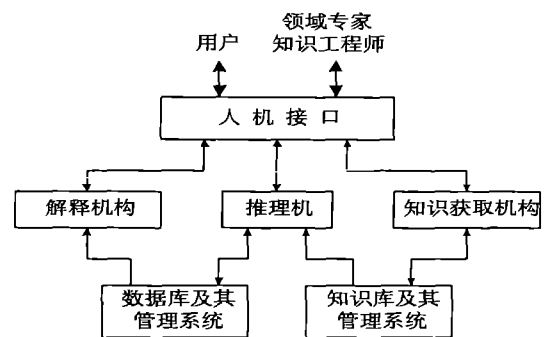 用户
领域专家
知识工程师
人机接口
解释机构
推理机
知识获取机构
数据库及其
管理系统
知识库及其
管理系统